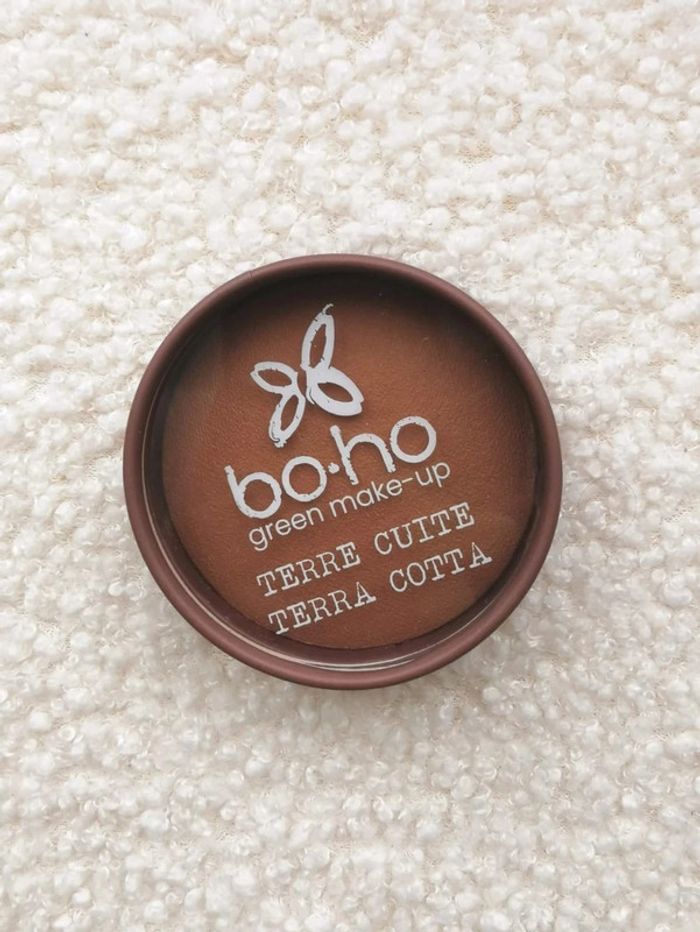 bo·ho
green make-up
TERRE CUITE
TERRA COTTA